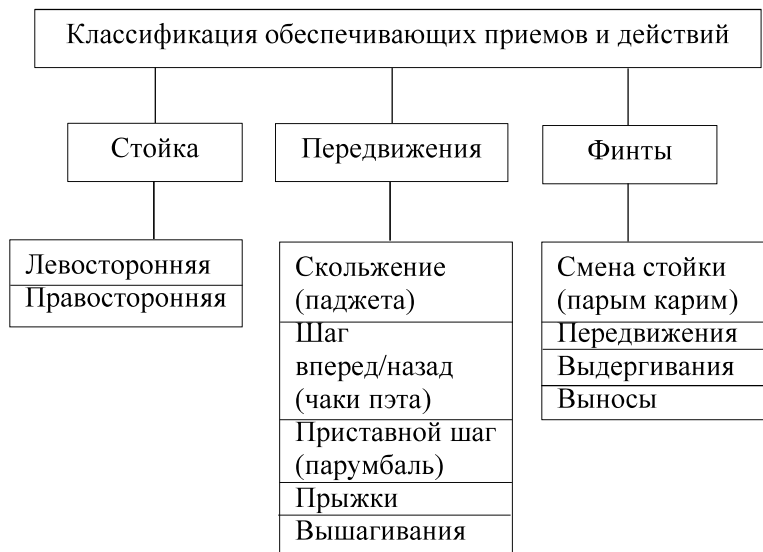 Классификация обеспечивающих приемов и действий
Стойка
Передвижения
Финты
Левосторонняя
Правосторонняя
Скольжение
(паджета)
Шаг
вперед/назад
(чаки пэта)
Приставной шаг
(парумбаль)
Прыжки
Вышагивания
Смена стойки
(парым карим)
Передвижения
Выдергивания
Выносы